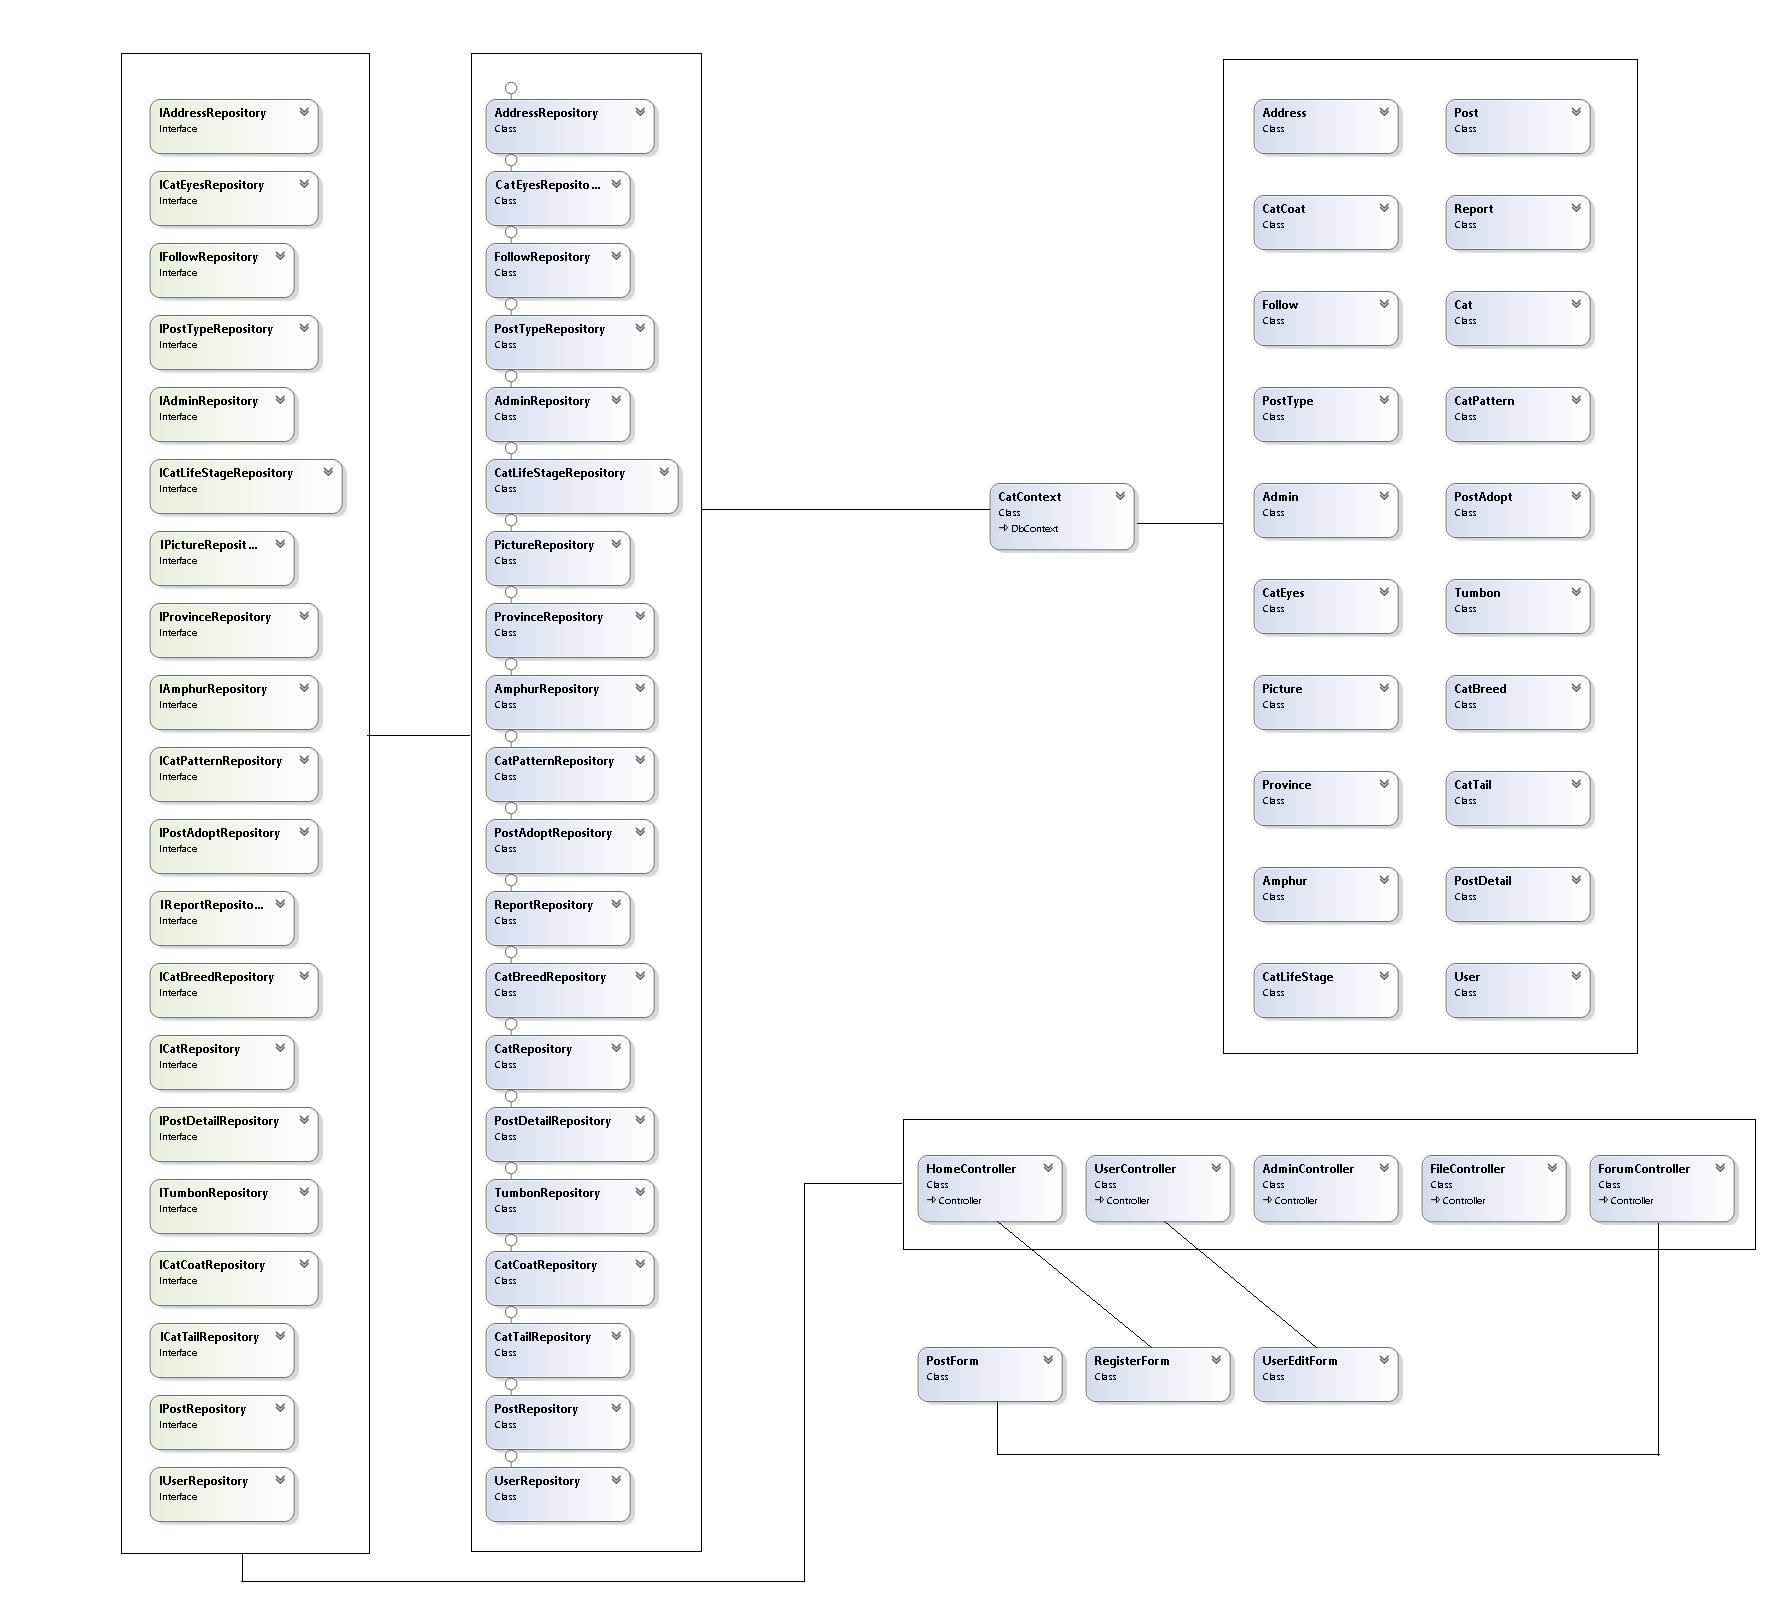 IAddressRepository
Interface
ICatEyesRepository
Interface
IFollowRepository
Interface
IPostTypeRepository
Interface
IAdminRepository
Interface
ICatLifeStageRepository
Interface
IPictureReposit...
Interface
IProvinceRepository
Interface
IAmphurRepository
Interface
ICatPatternRepository
Interface
IPostAdoptRepository
Interface
IReportReposito...
Interface
ICatBreedRepository
Interface
ICatRepository
Interface
IPostDetailRepository
Interface
ITumbonRepository
Interface
ICatCoatRepository
Interface
ICatTailRepository
Interface
IPostRepository
Interface
IUserRepository
Interface
AddressRepository
Class
CatEyesReposito...
Class
FollowRepository
Class
PostTypeRepository
Class
AdminRepository
Class
CatLifeStageRepository
Class
PictureRepository
Class
ProvinceRepository
Class
AmphurRepository
Class
CatPatternRepository
Class
PostAdoptRepository
Class
ReportRepository
Class
CatBreedRepository
Class
CatRepository
Class
PostDetailRepository
Class
TumbonRepository
Class
CatCoatRepository
Class
CatTailRepository
Class
PostRepository
Class
UserRepository
Class
CatContext
Class
DbContext
Address
Class
CatCoat
Class
Follow
Class
PostType
Class
Admin
Class
CatEyes
Class
Picture
Class
Province
Class
Amphur
Class
CatLifeStage
Class
Post
Class
Report
Class
Cat
Class
CatPattern
Class
PostAdopt
Class
Tumbon
Class
CatBreed
Class
CatTail
Class
PostDetail
Class
User
Class
HomeController
Class
Controller
UserController
Class
Controller
AdminController
Class
Controller
FileController
Class
Controller
ForumController
Class
Controller
PostForm
Class
RegisterForm
Class
UserEditForm
Class